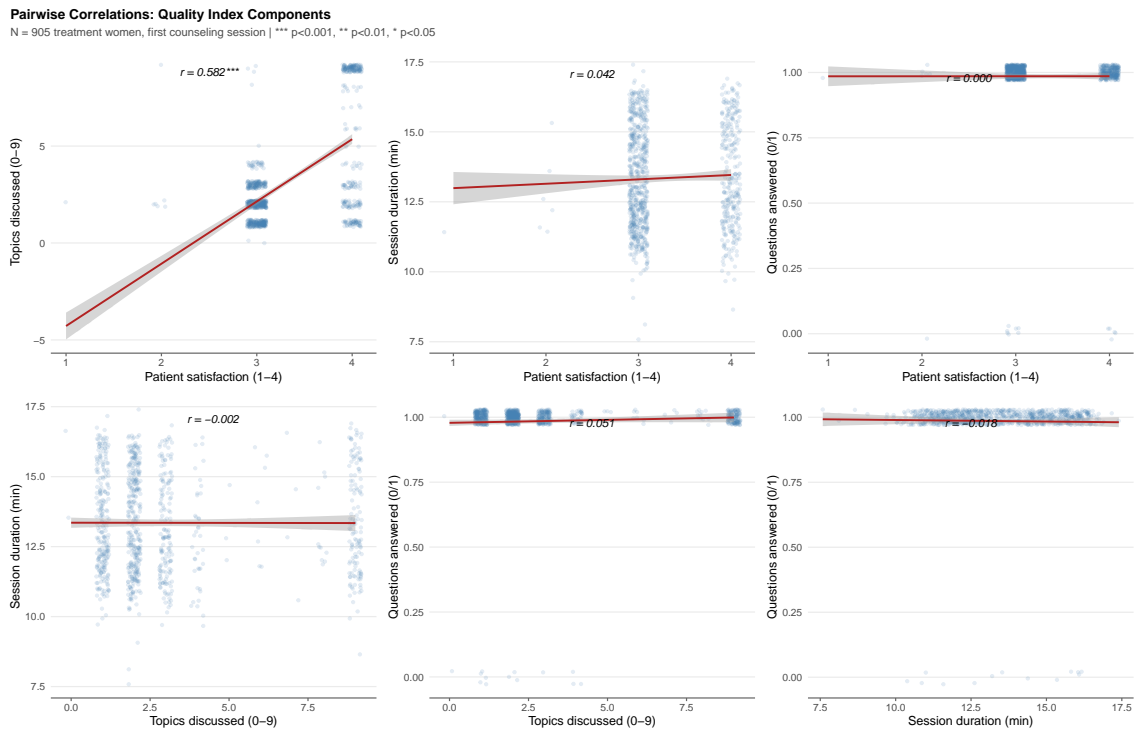 Pairwise Correlations: Quality Index Components
N = 905 treatment women, first counseling session | *** p<0.001, ** p<0.01, * p<0.05
r = 0.582***
Topics discussed (0−9)
5
0
−5
1 2 3 4
Patient satisfaction (1−4)
r = 0.042
Session duration (min)
17.5
15.0
12.5
10.0
7.5
1 2 3 4
Patient satisfaction (1−4)
r = 0.000
Questions answered (0/1)
1.00
0.75
0.50
0.25
0.00
1 2 3 4
Patient satisfaction (1−4)
r = −0.002
Session duration (min)
17.5
15.0
12.5
10.0
7.5
0.0 2.5 5.0 7.5
Topics discussed (0−9)
r = 0.051
Questions answered (0/1)
1.00
0.75
0.50
0.25
0.00
0.0 2.5 5.0 7.5
Topics discussed (0−9)
r = −0.018
Questions answered (0/1)
1.00
0.75
0.50
0.25
0.00
7.5 10.0 12.5 15.0 17.5
Session duration (min)